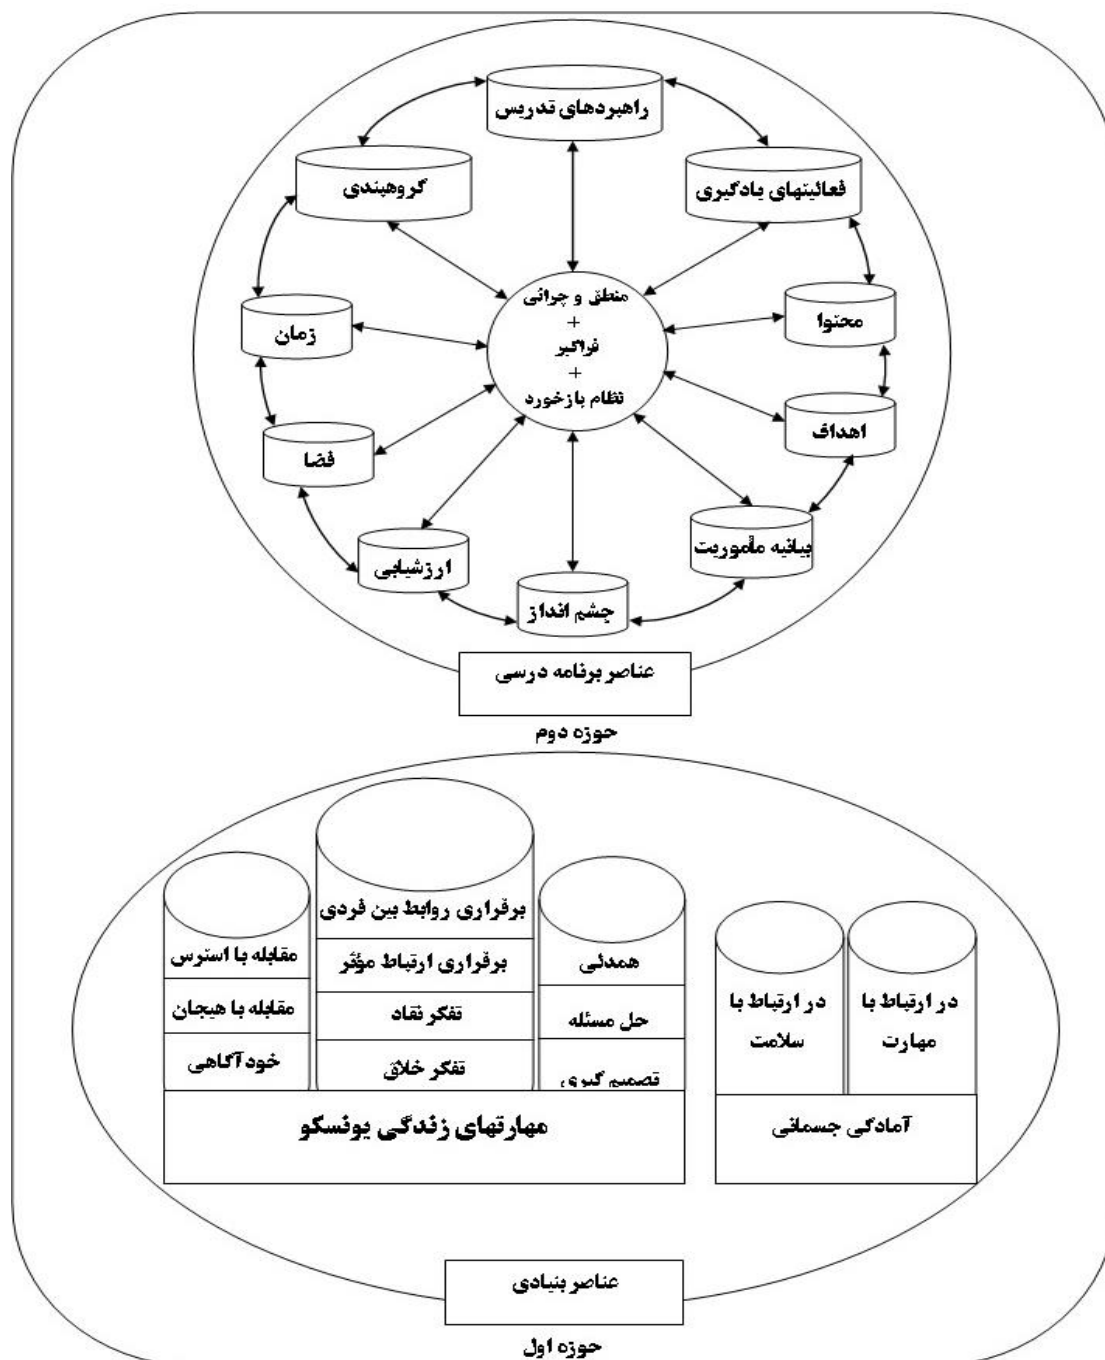 راهبردهای تدریس
گروهبندی
فعالیتهای یادگیری
منطق و چرائی
+
فراگیر
+
نظام بازخورد
زمان
محتوا
فضا
اهداف
ارزشیابی
بیانیه مأموریت
چشم انداز
عناصر برنامه درسی
حوزه دوم
برقراری روابط بین فردی
مقابله با استرس
برقراری ارتباط مؤثر
همدئی
مقابله با هیجان
تفکر نقاد
حل مسئله
خودآگاهی
تفکر خلاق
تصمیم گیری
در ارتباط با
مهارت
در ارتباط با
سلامت
مهارتهای زندگی یونسکو
آمادگی جسمانی
عناصر بنیادی
حوزه اول